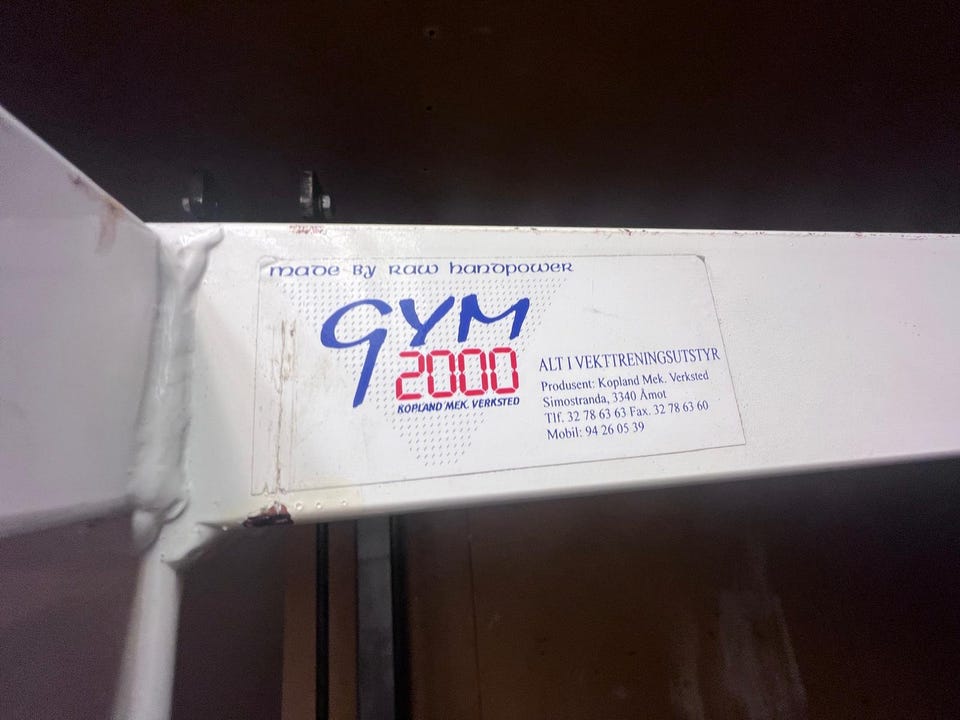 made by raw handpower
GYM
2000
KOPLAND MEK. VERKSTED
ALT I VEKTTRENINGSUTSTYR
Produsent: Kopland Mek. Verksted
Simostranda, 3340 Åmot
Tlf. 32 78 63 63 Fax. 32 78 63 60
Mobil: 94 26 05 39